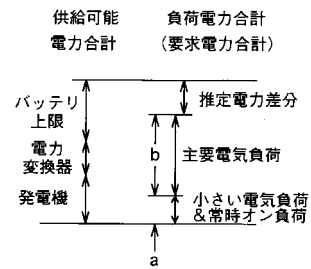 供給可能
電力合計
負荷電力合計
(要求電力合計)
バッテリ
上限
電力
変換器
発電機
推定電力差分
b
主要電気負荷
小さい電気負荷
&常時オン負荷
a